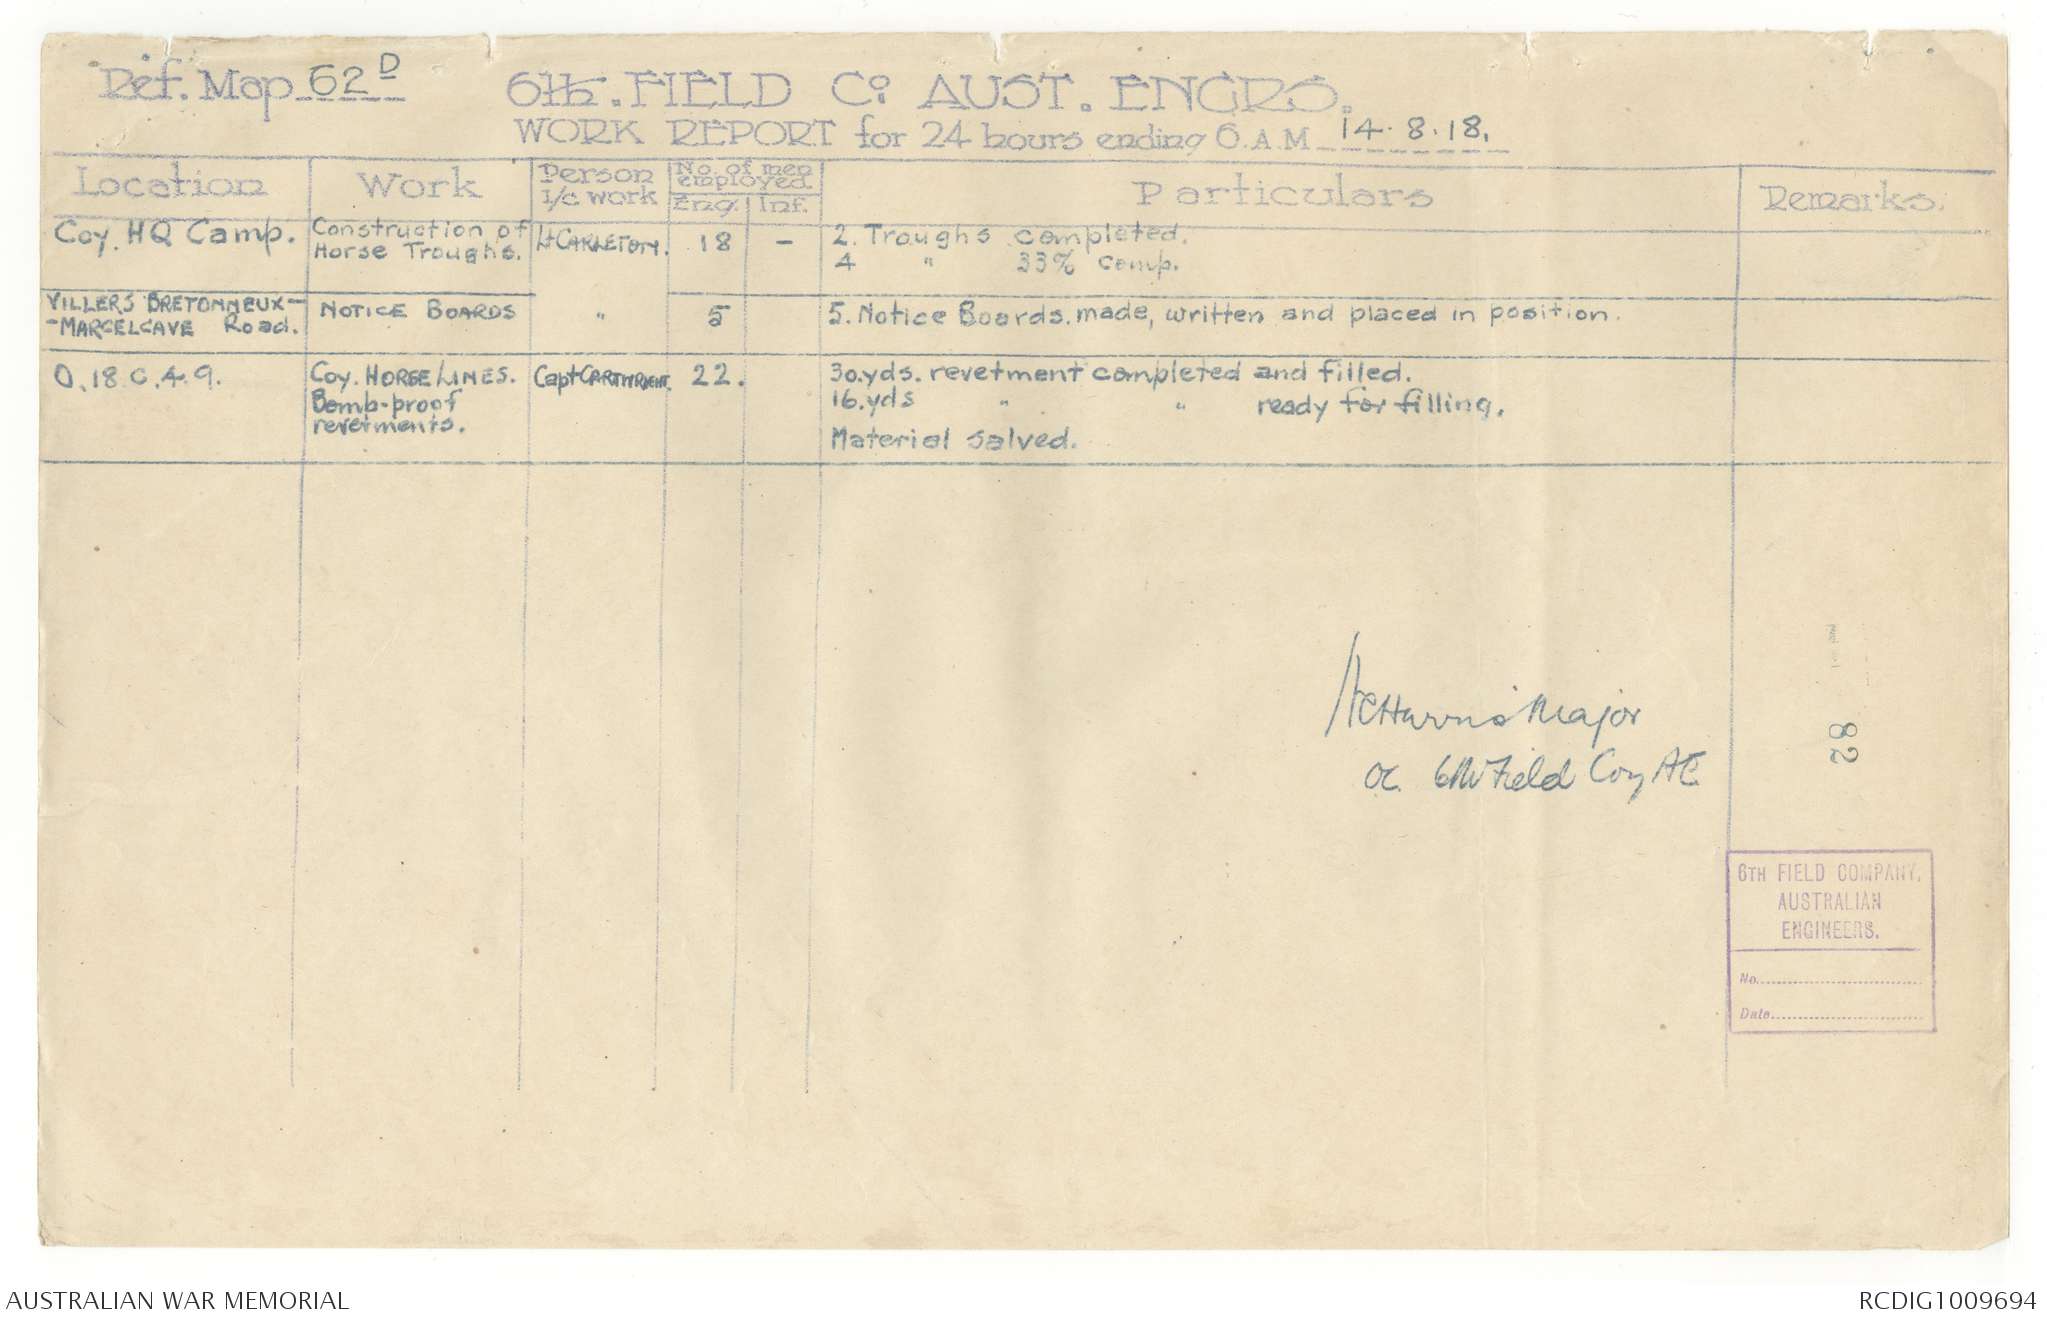 Ref. Map 62D
6th. FIELD Co. AUST. ENGRS.
WORK REPORT for 24 hours ending 6.A.M 14.8.18.
Location Work Person I/c work No. of men employed. Eng. Inf. Particulars Remarks.
Coy. HQ Camp. Construction of Horse Troughs. Lt CARLETON. 18 - 2. Troughs completed.
4 " 33% comp.
VILLERS BRETONNEUX- NOTICE BOARDS " 5 5. Notice Boards. made, written and placed in position.
-MARCELCAVE Road.
O.18.c.4.9. Coy. HORSE LINES. Capt CARTWRIGHT. 22. 30.yds. revetment completed and filled.
Bomb-proof 16.yds " " ready for filling.
revetments. Material salved.
Harris Major
OC. 6th Field Coy AE
82
6TH FIELD COMPANY,
AUSTRALIAN
ENGINEERS.
No.
Date
AUSTRALIAN WAR MEMORIAL
RCDIG1009694